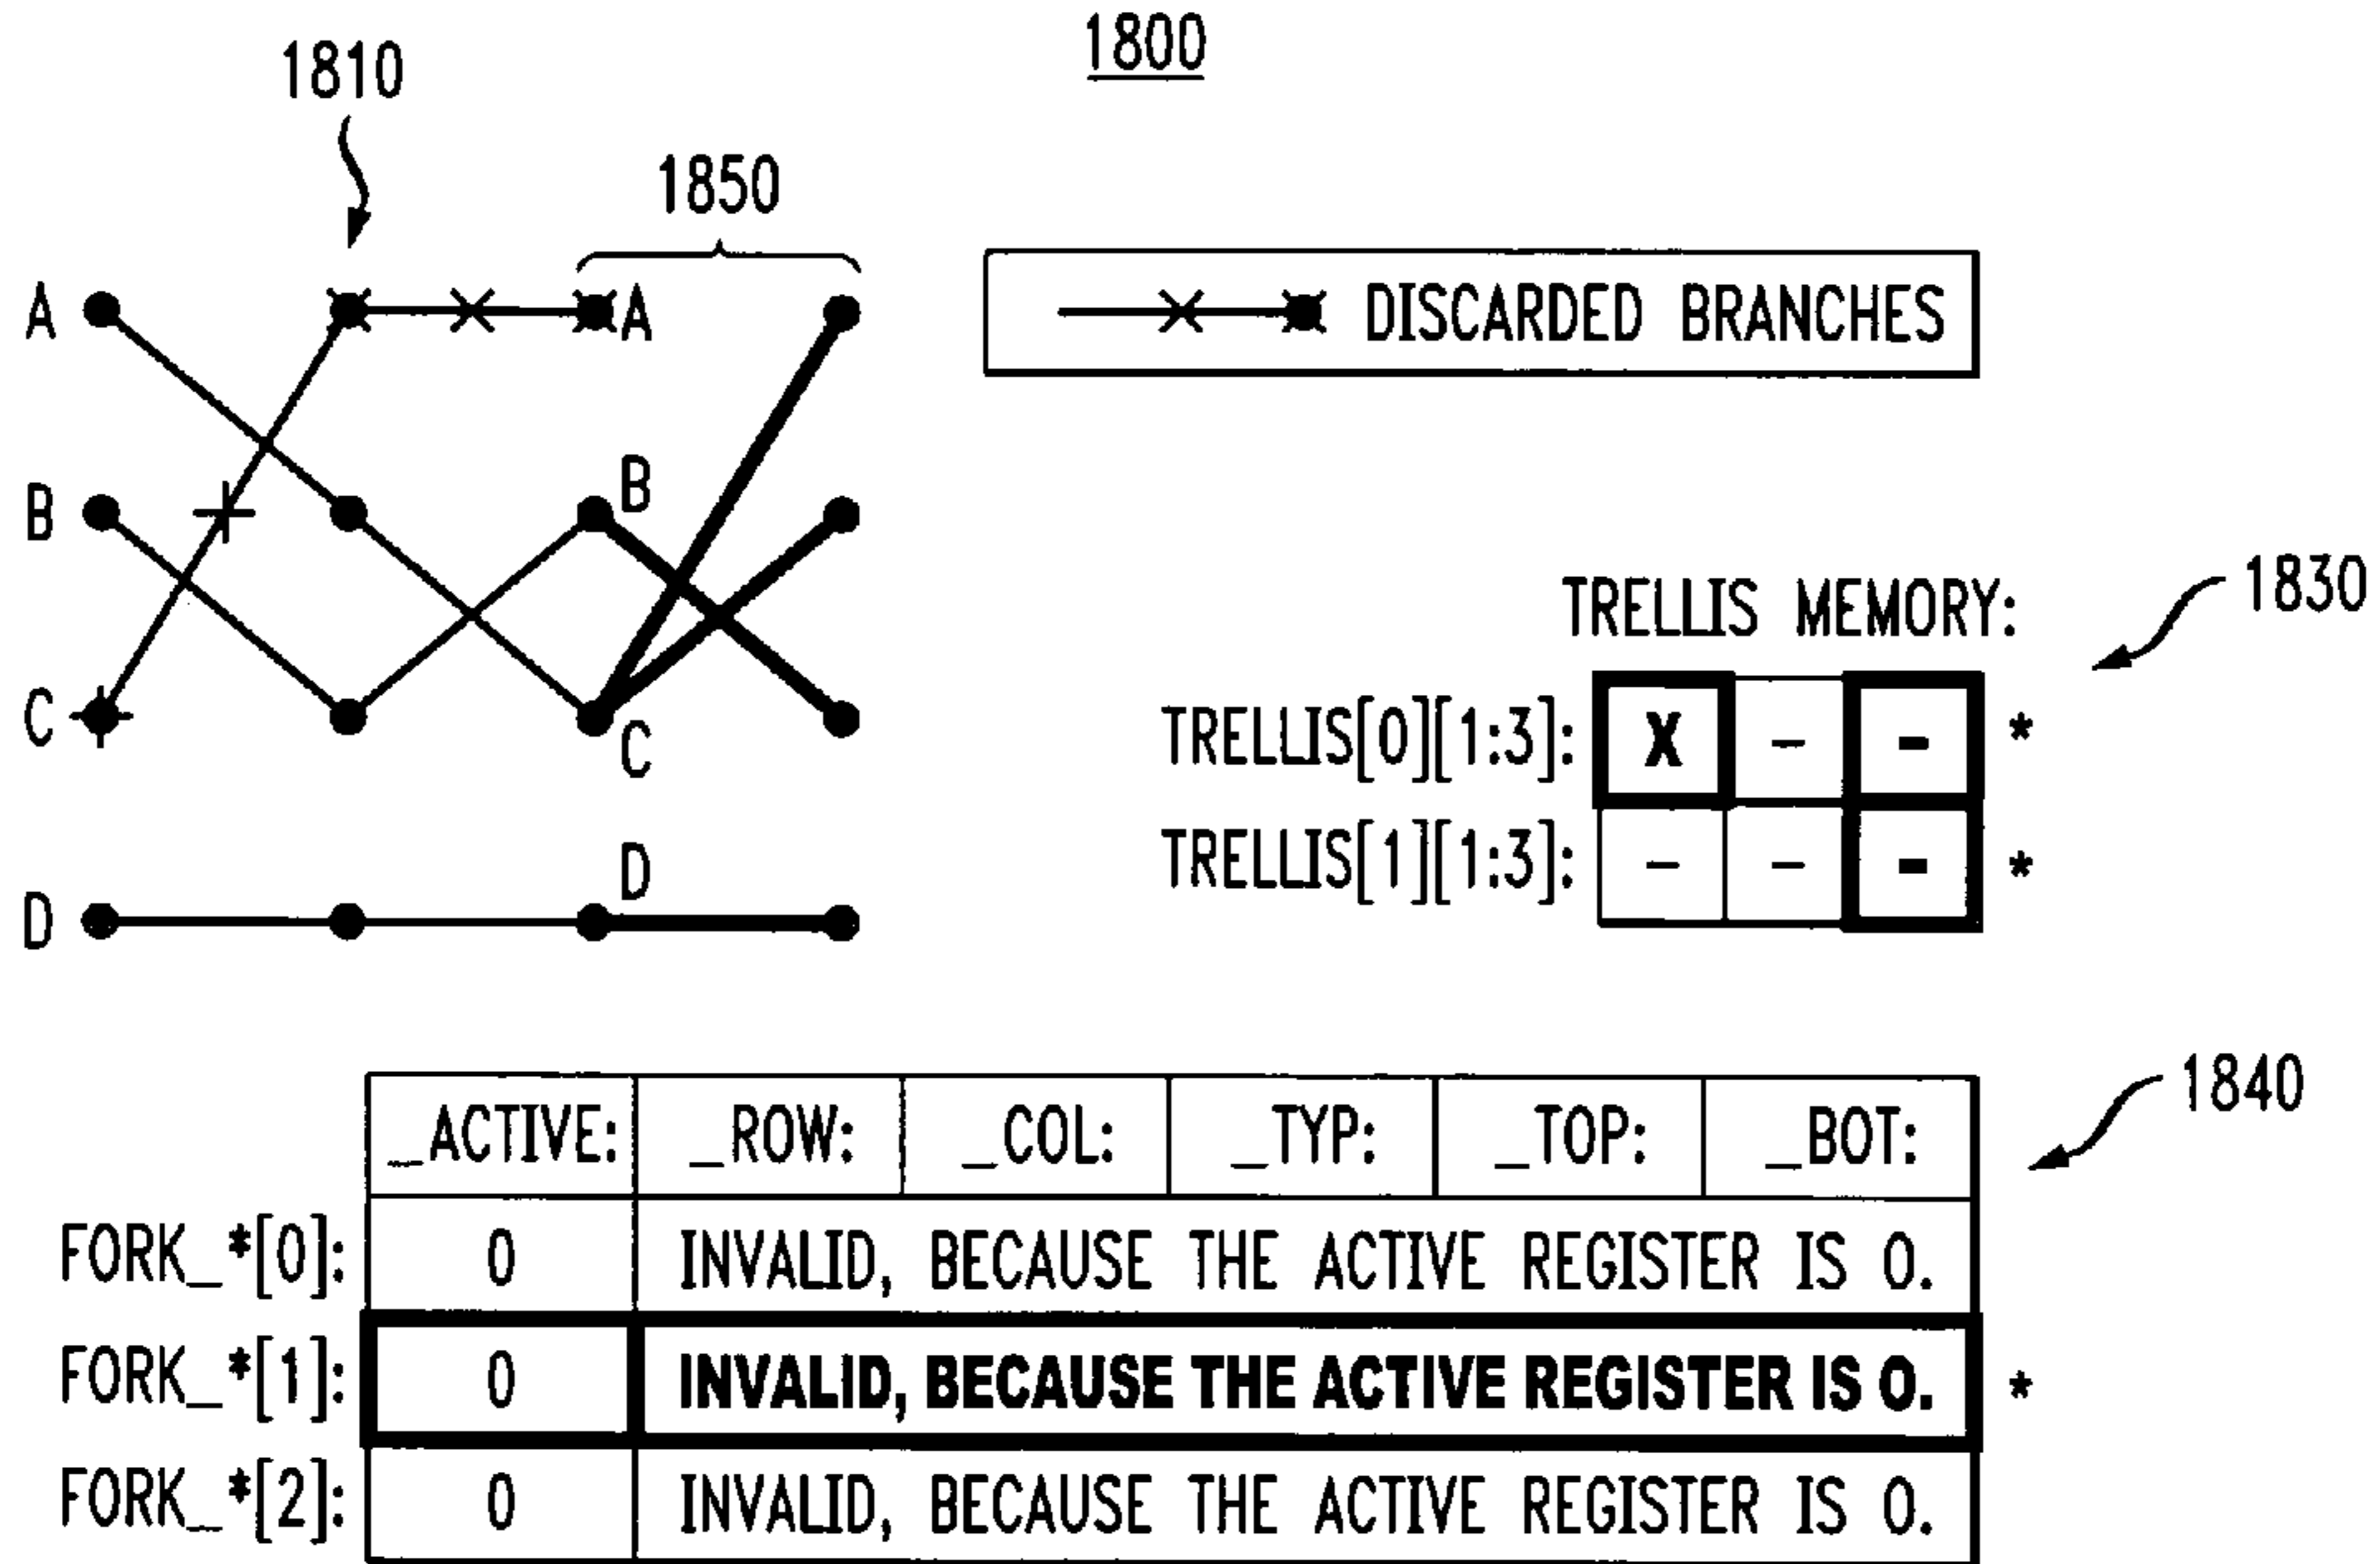 1800
1810
1850
A
A
DISCARDED BRANCHES
B
B
C
C
D
D
TRELLIS MEMORY:
1830
TRELLIS[0][1:3]: X – – *
TRELLIS[1][1:3]: – – – *
1840
_ACTIVE: _ROW: _COL: _TYP: _TOP: _BOT:
FORK_*[0]: 0 INVALID, BECAUSE THE ACTIVE REGISTER IS 0.
FORK_*[1]: 0 INVALID, BECAUSE THE ACTIVE REGISTER IS 0. *
FORK_*[2]: 0 INVALID, BECAUSE THE ACTIVE REGISTER IS 0.